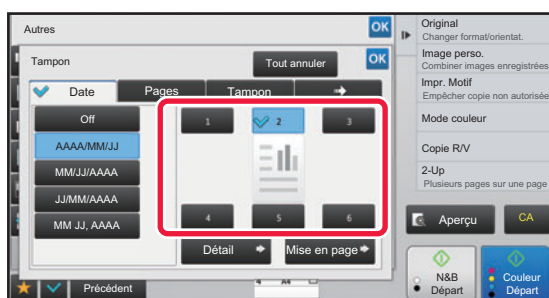 Autres
OK
Tampon
Tout annuler
OK
Date
Pages
Tampon
Off
AAAA/MM/JJ
MM/JJ/AAAA
JJ/MM/AAAA
MM JJ, AAAA
1
2
3
4
5
6
Détail
Mise en page
Précédent
A4
Original
Changer format/orientat.
Image perso.
Combiner images enregistrées
Impr. Motif
Empêcher copie non autorisée
Mode couleur
Copie R/V
2-Up
Plusieurs pages sur une page
Aperçu
CA
N&B
Départ
Couleur
Départ